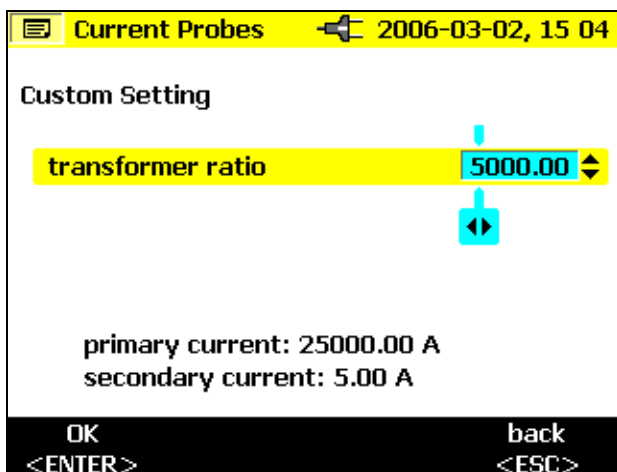 Current Probes 2006-03-02, 15 04
Custom Setting
transformer ratio 5000.00
primary current: 25000.00 A
secondary current: 5.00 A
OK back
<ENTER> <ESC>